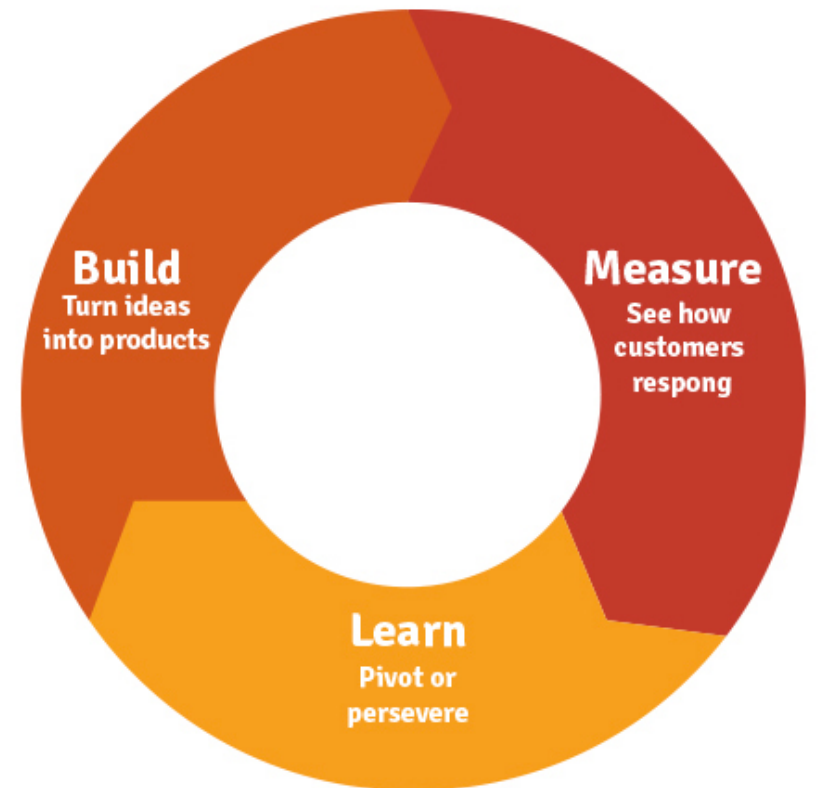 Build
Turn ideas
into products
Measure
See how
customers
respong
Learn
Pivot or
persevere